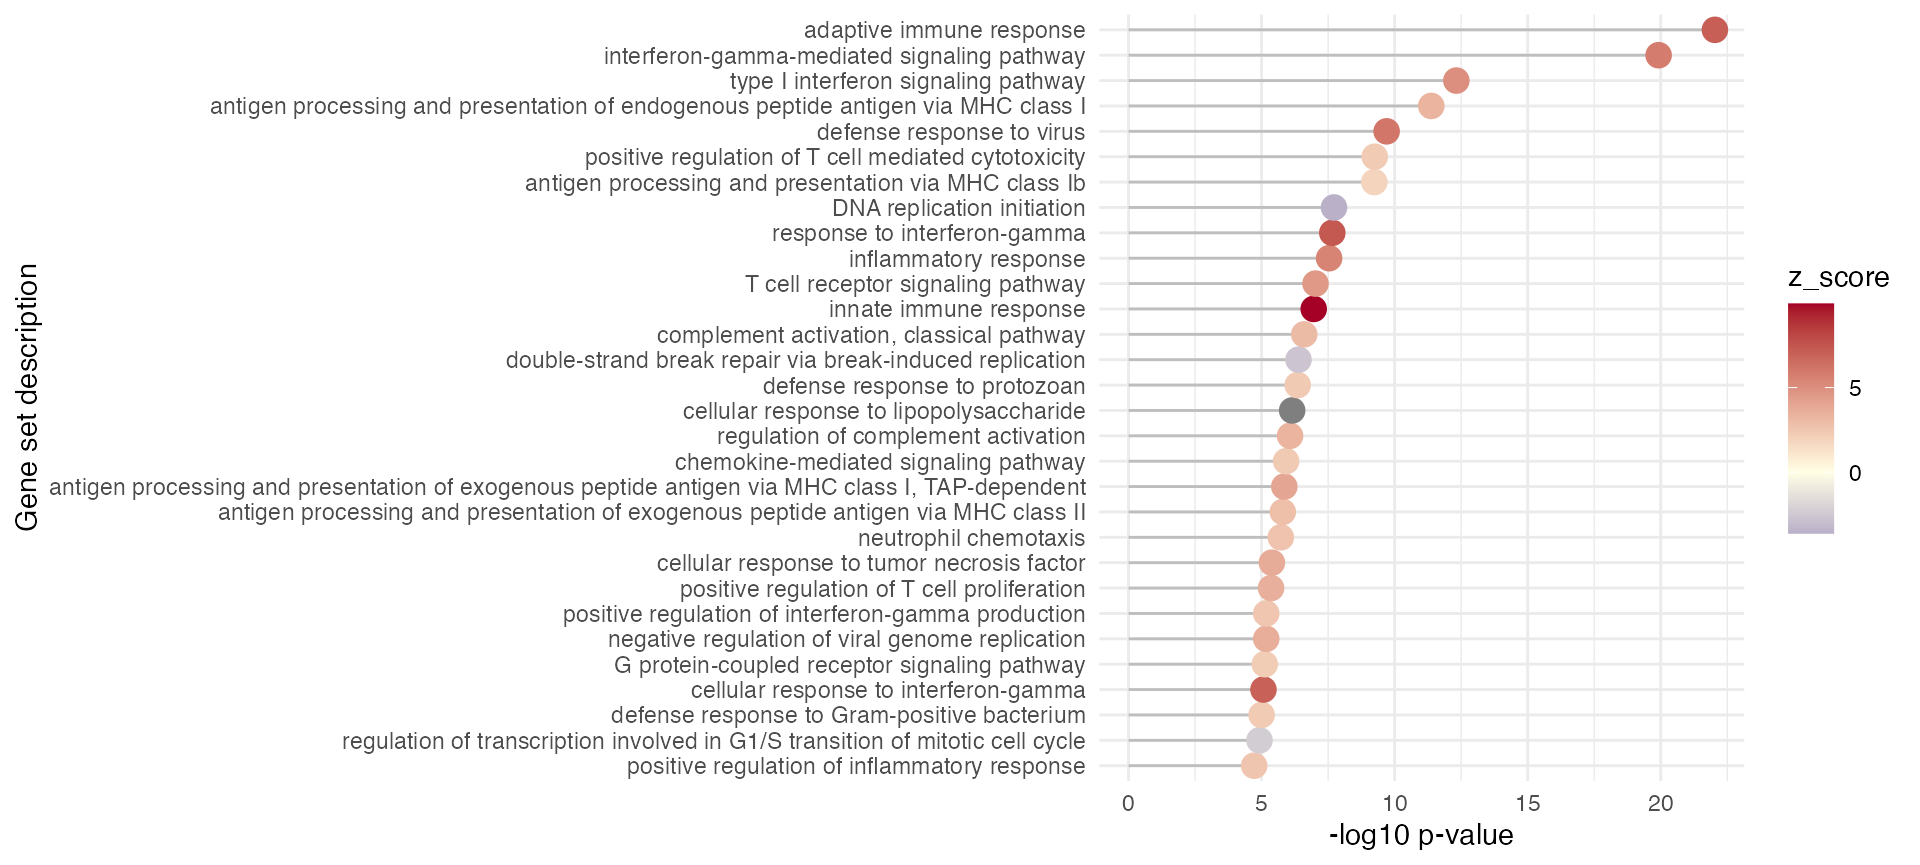 adaptive immune response
interferon-gamma-mediated signaling pathway
type I interferon signaling pathway
antigen processing and presentation of endogenous peptide antigen via MHC class I
defense response to virus
positive regulation of T cell mediated cytotoxicity
antigen processing and presentation via MHC class Ib
DNA replication initiation
response to interferon-gamma
inflammatory response
T cell receptor signaling pathway
innate immune response
complement activation, classical pathway
double-strand break repair via break-induced replication
defense response to protozoan
cellular response to lipopolysaccharide
regulation of complement activation
chemokine-mediated signaling pathway
antigen processing and presentation of exogenous peptide antigen via MHC class I, TAP-dependent
antigen processing and presentation of exogenous peptide antigen via MHC class II
neutrophil chemotaxis
cellular response to tumor necrosis factor
positive regulation of T cell proliferation
positive regulation of interferon-gamma production
negative regulation of viral genome replication
G protein-coupled receptor signaling pathway
cellular response to interferon-gamma
defense response to Gram-positive bacterium
regulation of transcription involved in G1/S transition of mitotic cell cycle
positive regulation of inflammatory response
Gene set description
0 5 10 15 20
-log10 p-value
z_score
5
0